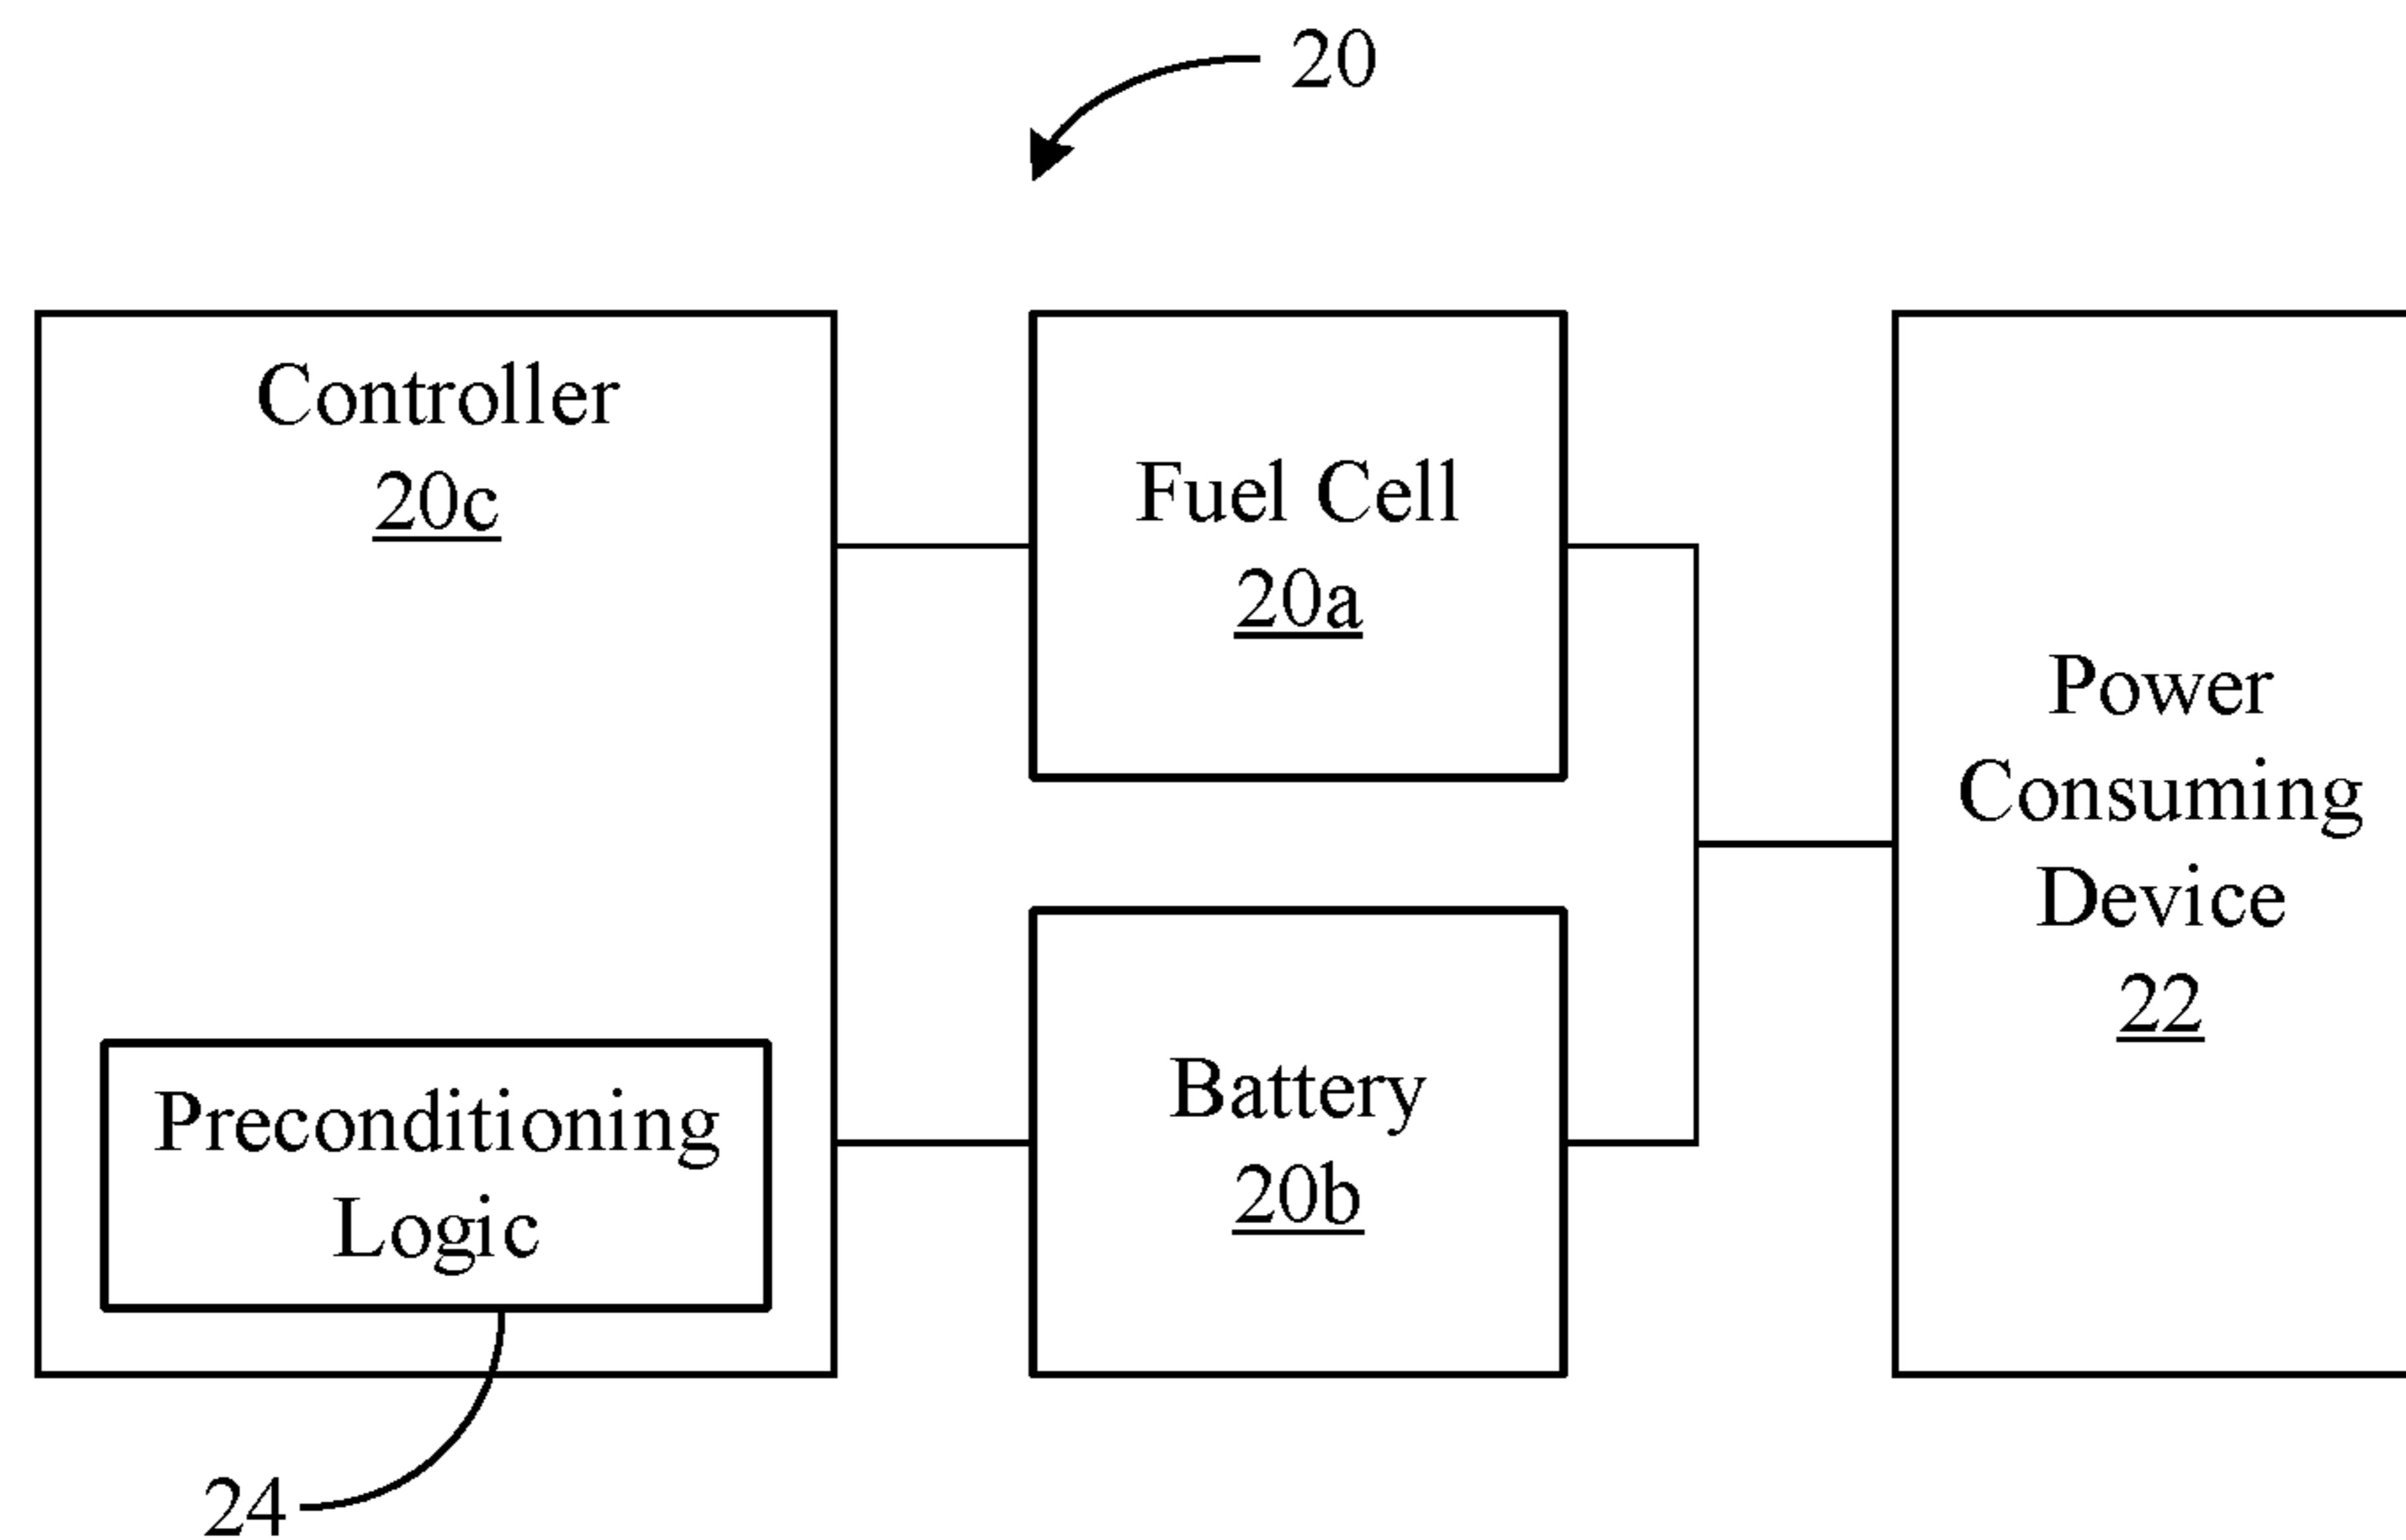 20
Controller
20c
Fuel Cell
20a
Power
Consuming
Device
22
Preconditioning
Logic
Battery
20b
24